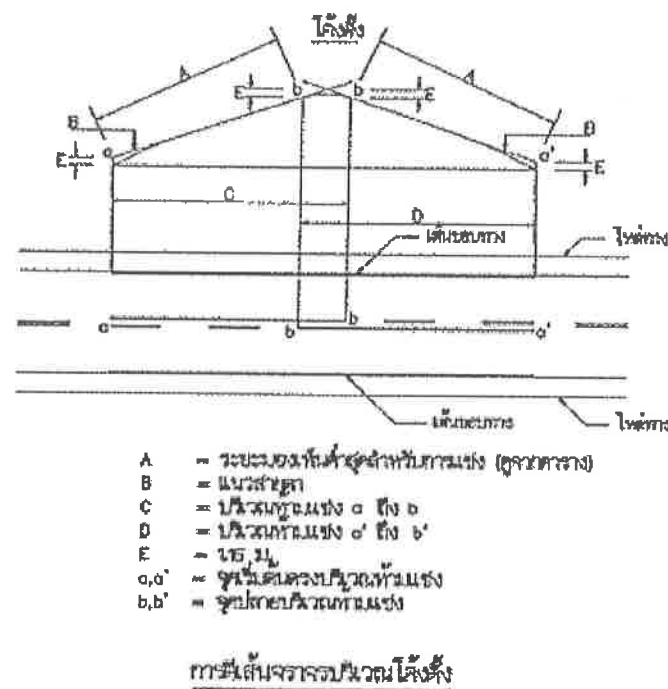 โค้งตั้ง
A
A
E
b
b
E
B
B
a
a'
E
E
C
D
เส้นขอบทาง
ไหล่ทาง
a
b
b
a'
เส้นขอบทาง
ไหล่ทาง
A = ระยะมองเห็นต่ำสุดสำหรับการแซง (ดูจากตาราง)
B = แนวสายตา
C = บริเวณห้ามแซง a ถึง b
D = บริเวณห้ามแซง a' ถึง b'
E =
a,a' = จุดเริ่มต้นตรงบริเวณห้ามแซง
b,b' = จุดปลายบริเวณห้ามแซง
การตีเส้นจราจรบริเวณโค้งตั้ง